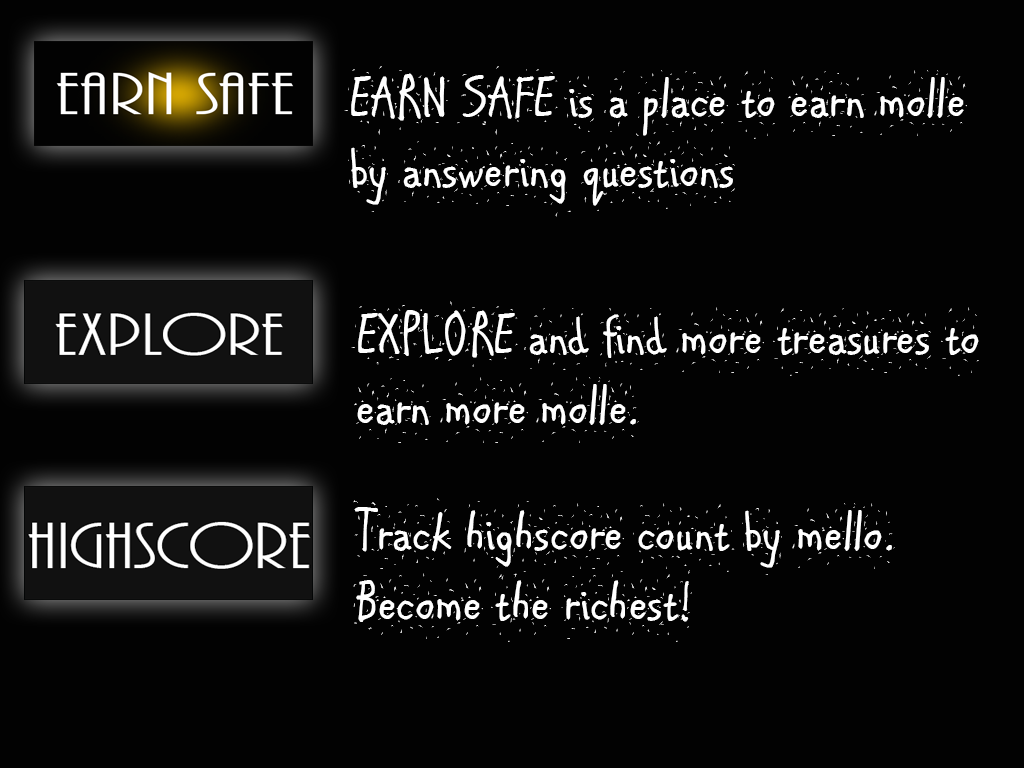 EARN SAFE
EARN SAFE is a place to earn molle
by answering questions
EXPLORE
EXPLORE and find more treasures to
earn more molle.
HIGHSCORE
Track highscore count by mello.
Become the richest!